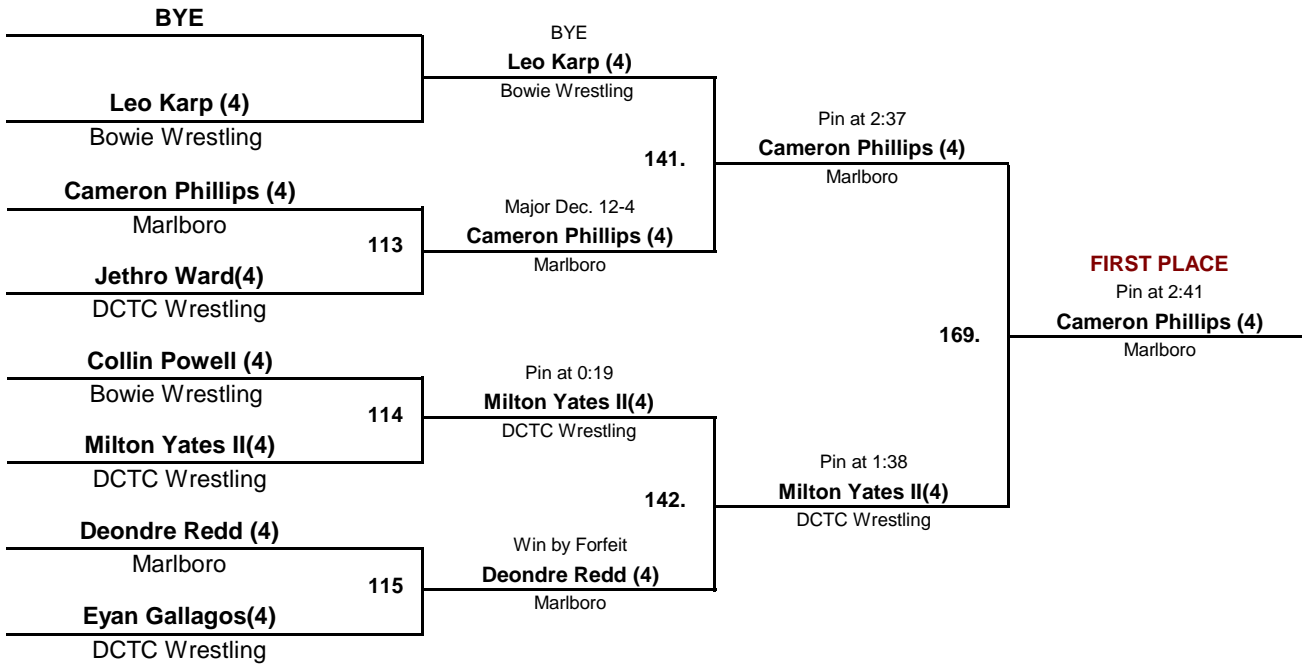 BYE
Leo Karp (4)
Bowie Wrestling
Cameron Phillips (4)
Marlboro
113
Jethro Ward(4)
DCTC Wrestling
Collin Powell (4)
Bowie Wrestling
114
Milton Yates II(4)
DCTC Wrestling
Deondre Redd (4)
Marlboro
115
Eyan Gallagos(4)
DCTC Wrestling
BYE
Leo Karp (4)
Bowie Wrestling
141.
Major Dec. 12-4
Cameron Phillips (4)
Marlboro
Pin at 0:19
Milton Yates II(4)
DCTC Wrestling
142.
Win by Forfeit
Deondre Redd (4)
Marlboro
Pin at 2:37
Cameron Phillips (4)
Marlboro
169.
Pin at 1:38
Milton Yates II(4)
DCTC Wrestling
FIRST PLACE
Pin at 2:41
Cameron Phillips (4)
Marlboro